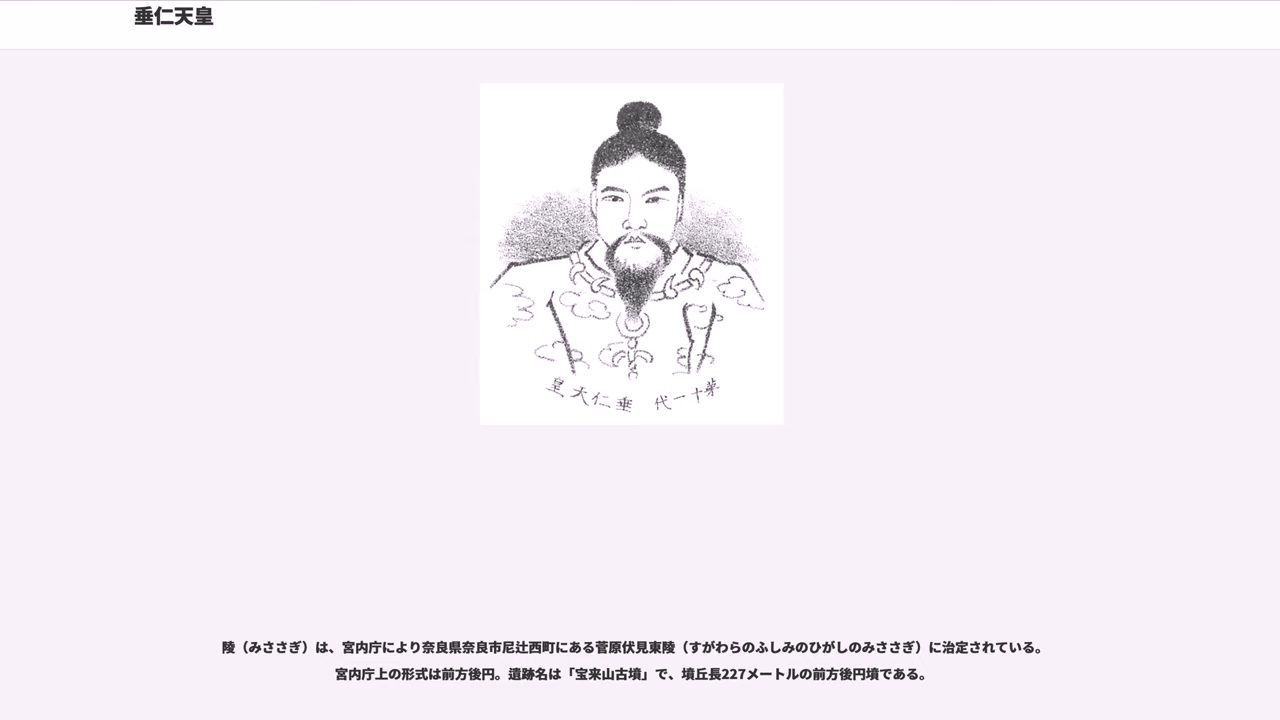 垂仁天皇
第十一代 垂仁天皇
陵（みささぎ）は、宮内庁により奈良県奈良市尼辻西町にある菅原伏見東陵（すがわらのふしみのひがしのみささぎ）に治定されている。
宮内庁上の形式は前方後円。遺跡名は「宝来山古墳」で、墳丘長227メートルの前方後円墳である。